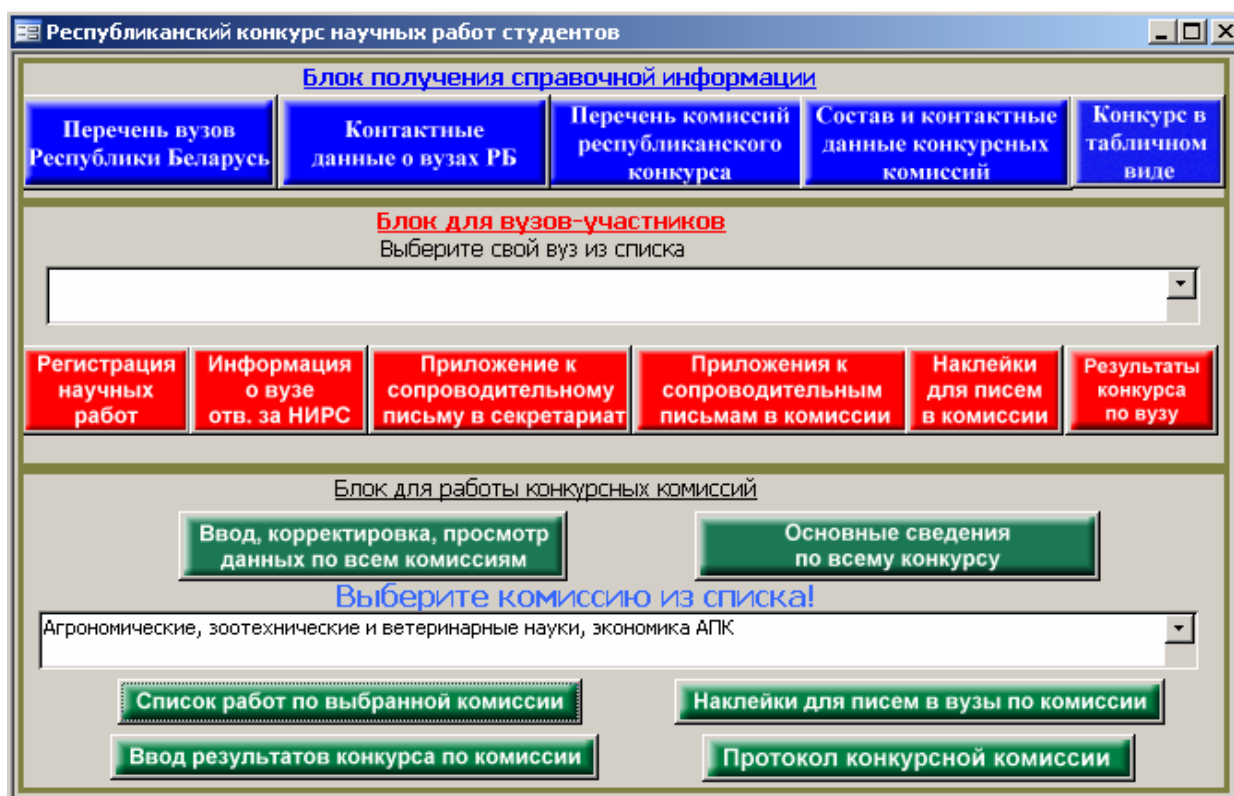 Республиканский конкурс научных работ студентов
Блок получения справочной информации
Перечень вузов
Республики Беларусь
Контактные
данные о вузах РБ
Перечень комиссий
республиканского
конкурса
Состав и контактные
данные конкурсных
комиссий
Конкурс в
табличном
виде
Блок для вузов-участников
Выберите свой вуз из списка
Регистрация
научных
работ
Информация
о вузе
отв. за НИРС
Приложение к
сопроводительному
письму в секретариат
Приложения к
сопроводительным
письмам в комиссии
Наклейки
для писем
в комиссии
Результаты
конкурса
по вузу
Блок для работы конкурсных комиссий
Ввод, корректировка, просмотр
данных по всем комиссиям
Основные сведения
по всему конкурсу
Выберите комиссию из списка!
Агрономические, зоотехнические и ветеринарные науки, экономика АПК
Список работ по выбранной комиссии
Наклейки для писем в вузы по комиссии
Ввод результатов конкурса по комиссии
Протокол конкурсной комиссии